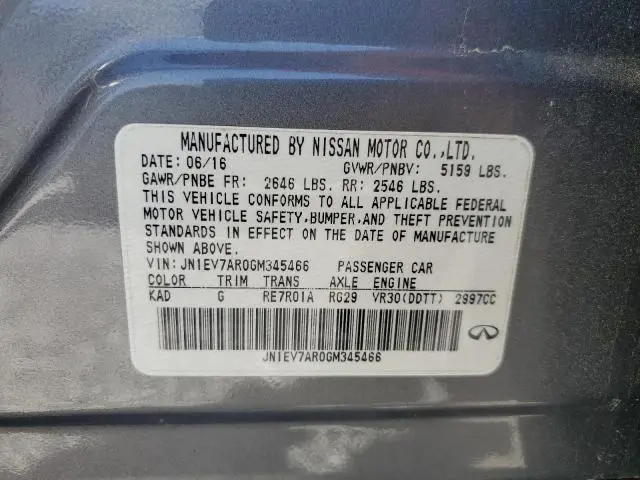 MANUFACTURED BY NISSAN MOTOR CO.,LTD.
DATE: 06/16 GVWR/PNBV: 5159 LBS.
GAWR/PNBE FR: 2646 LBS. RR: 2546 LBS.
THIS VEHICLE CONFORMS TO ALL APPLICABLE FEDERAL
MOTOR VEHICLE SAFETY,BUMPER,AND THEFT PREVENTION
STANDARDS IN EFFECT ON THE DATE OF MANUFACTURE
SHOWN ABOVE.
VIN: JN1EV7AR0GM345466 PASSENGER CAR
COLOR TRIM TRANS AXLE ENGINE
KAD G RE7R01A RG29 VR30(DDTT) 2997CC
JN1EV7AR0GM345466